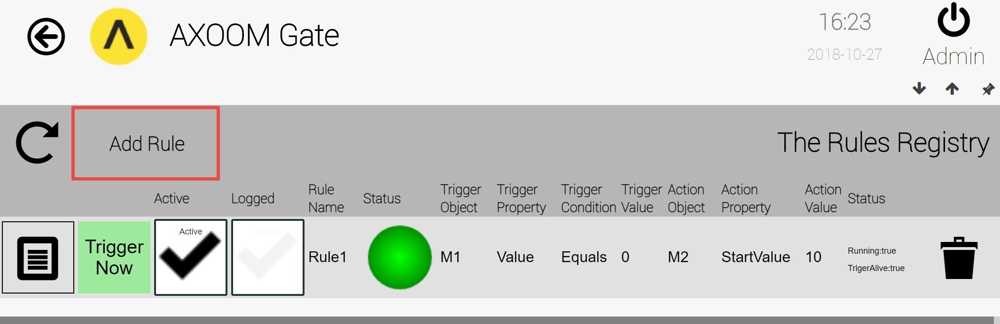 AXOOM Gate
16:23
2018-10-27
Admin
Add Rule
The Rules Registry
Active
Logged
Rule
Name
Status
Trigger
Object
Trigger
Property
Trigger
Condition
Trigger
Value
Action
Object
Action
Property
Action
Value
Status
Trigger
Now
Active
Logged
Rule1
M1
Value
Equals
0
M2
StartValue
10
Running:true
TrigerAlive:true